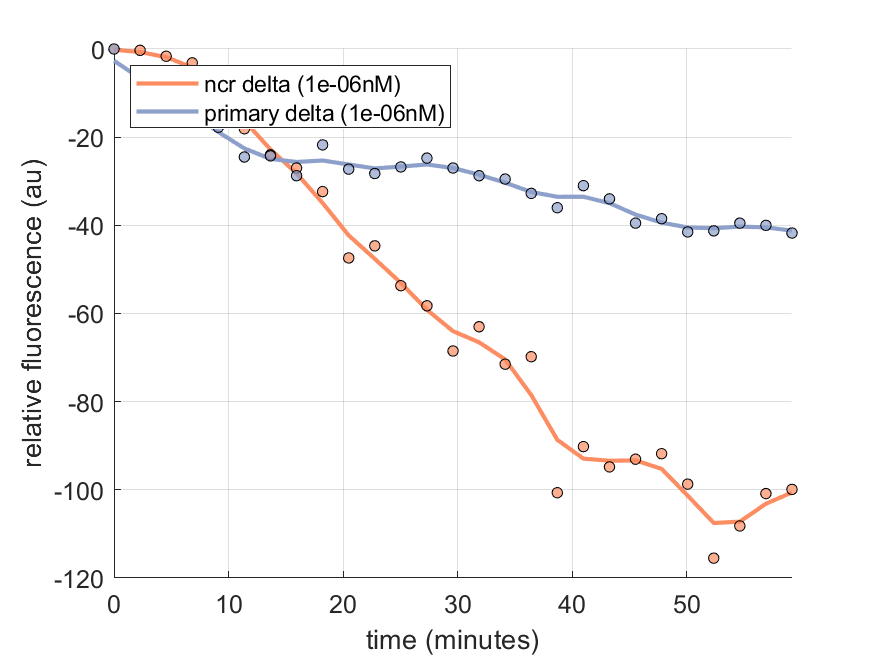 0
-20
-40
-60
-80
-100
-120
0 10 20 30 40 50
relative fluorescence (au)
time (minutes)
ncr delta (1e-06nM)
primary delta (1e-06nM)